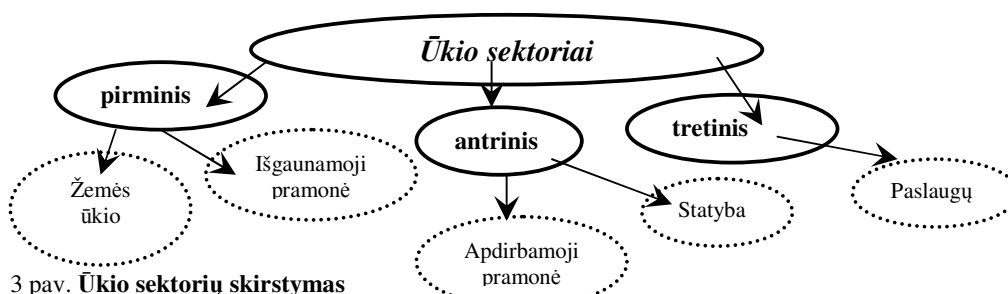 Ūkio sektoriai
pirminis
antrinis
tretinis
Žemės
ūkio
Išgaunamoji
pramonė
Apdirbamoji
pramonė
Statyba
Paslaugų
3 pav. Ūkio sektorių skirstymas